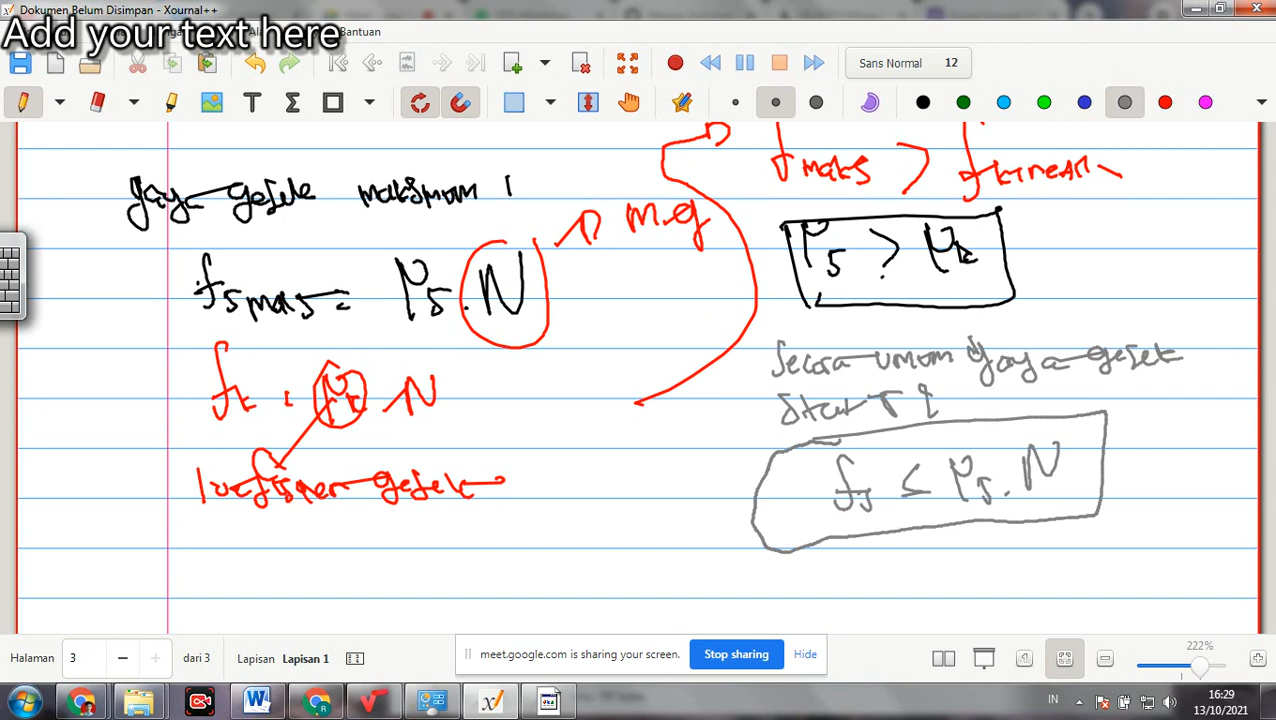 Dokumen Belum Disimpan - Xournal++
Add your text here
Bantuan
Sans Normal 12
gaya gesek maksimum :
fs maks = μs . N → m.g
fk = μk . N
koefisien gesek
fmaks > fkinetik
μs > μk
Secara umum gaya gesek
statis :
fs ≤ μs . N
Halaman
dari 3
Lapisan
Lapisan 1
meet.google.com is sharing your screen.
Stop sharing
Hide
222%
IN
16:29
13/10/2021